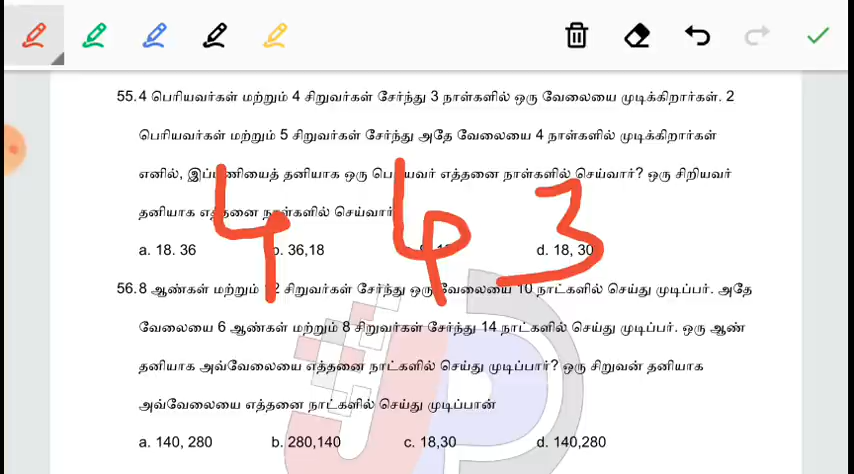 55. 4 பெரியவர்கள் மற்றும் 4 சிறுவர்கள் சேர்ந்து 3 நாள்களில் ஒரு வேலையை முடிக்கிறார்கள். 2
பெரியவர்கள் மற்றும் 5 சிறுவர்கள் சேர்ந்து அதே வேலையை 4 நாள்களில் முடிக்கிறார்கள்
எனில், இப்பணியைத் தனியாக ஒரு பெரியவர் எத்தனை நாள்களில் செய்வார்? ஒரு சிறியவர்
தனியாக எத்தனை நாள்களில் செய்வார்
4 4 3
a. 18. 36 b. 36,18 d. 18, 30
56. 8 ஆண்கள் மற்றும் 12 சிறுவர்கள் சேர்ந்து ஒரு வேலையை 10 நாட்களில் செய்து முடிப்பர். அதே
வேலையை 6 ஆண்கள் மற்றும் 8 சிறுவர்கள் சேர்ந்து 14 நாட்களில் செய்து முடிப்பர். ஒரு ஆண்
தனியாக அவ்வேலையை எத்தனை நாட்களில் செய்து முடிப்பார்? ஒரு சிறுவன் தனியாக
அவ்வேலையை எத்தனை நாட்களில் செய்து முடிப்பான்
a. 140, 280 b. 280,140 c. 18,30 d. 140,280